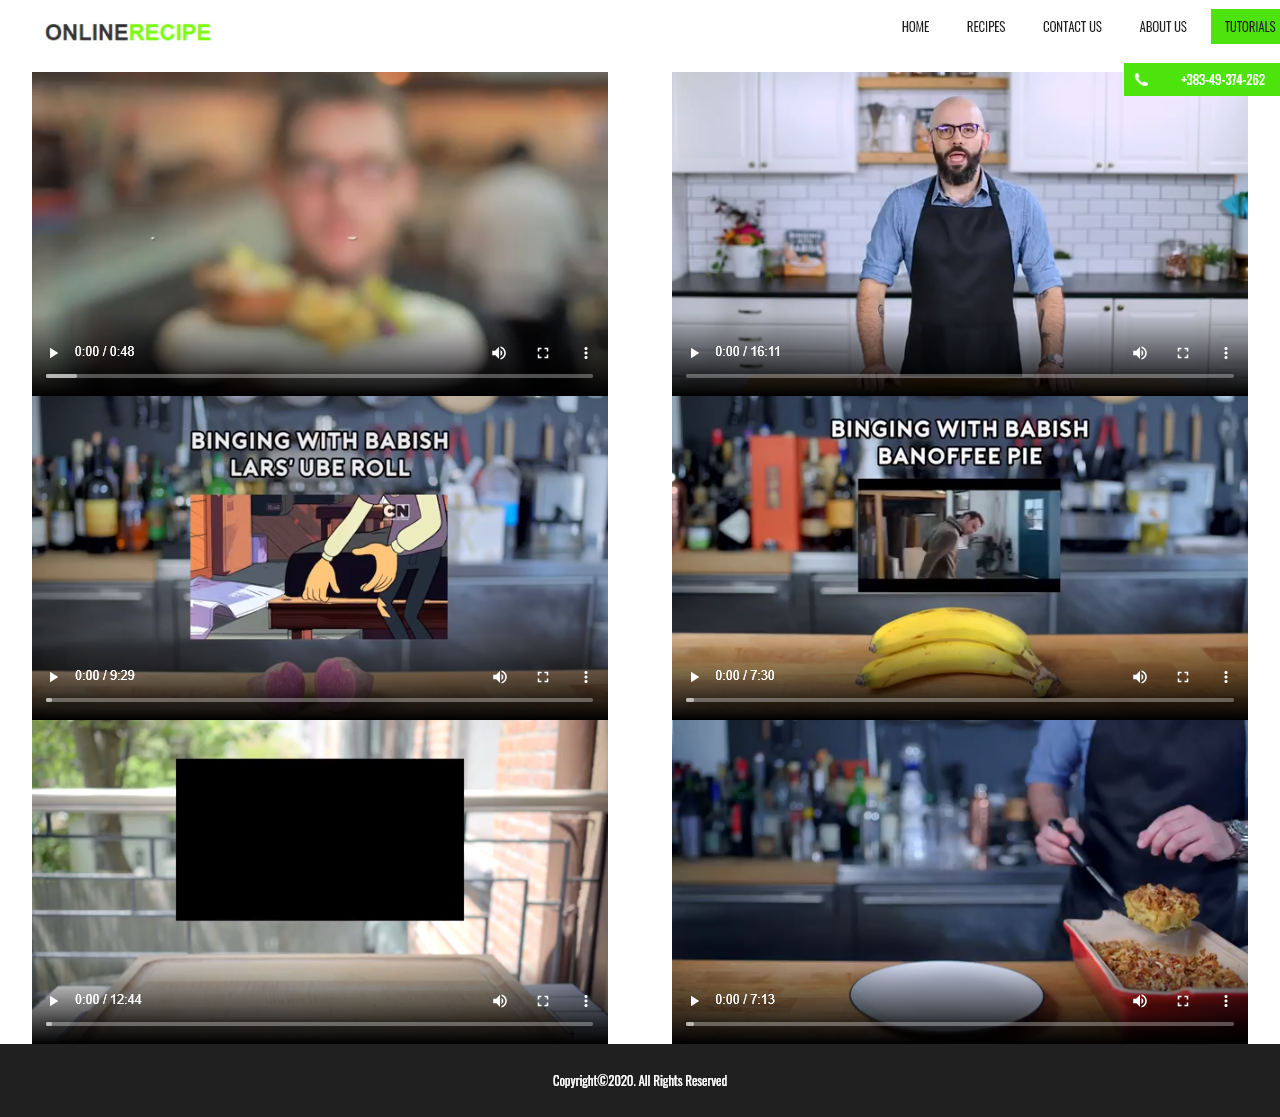 ONLINERECIPE
HOME
RECIPES
CONTACT US
ABOUT US
TUTORIALS
+383-49-374-262
0:00 / 0:48
0:00 / 16:11
BINGING WITH BABISH
LARS' UBE ROLL
CN
0:00 / 9:29
BINGING WITH BABISH
BANOFFEE PIE
0:00 / 7:30
0:00 / 12:44
0:00 / 7:13
Copyright©2020. All Rights Reserved